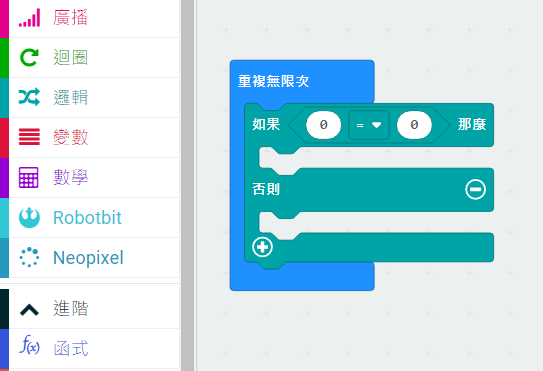 廣播
迴圈
邏輯
變數
數學
Robotbit
Neopixel
進階
f(x) 函式
重複無限次
如果 0 = 0 那麼
否則